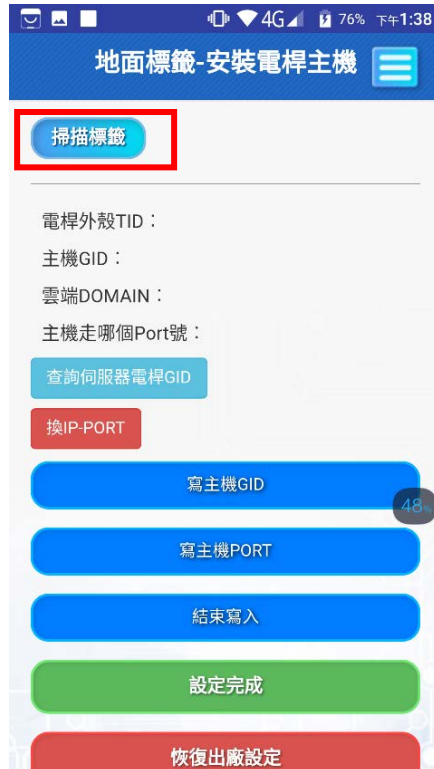 4G 76% 下午1:38
地面標籤-安裝電桿主機
掃描標籤
電桿外殼TID：
主機GID：
雲端DOMAIN：
主機走哪個Port號：
查詢伺服器電桿GID
換IP-PORT
寫主機GID
48%
寫主機PORT
結束寫入
設定完成
恢復出廠設定